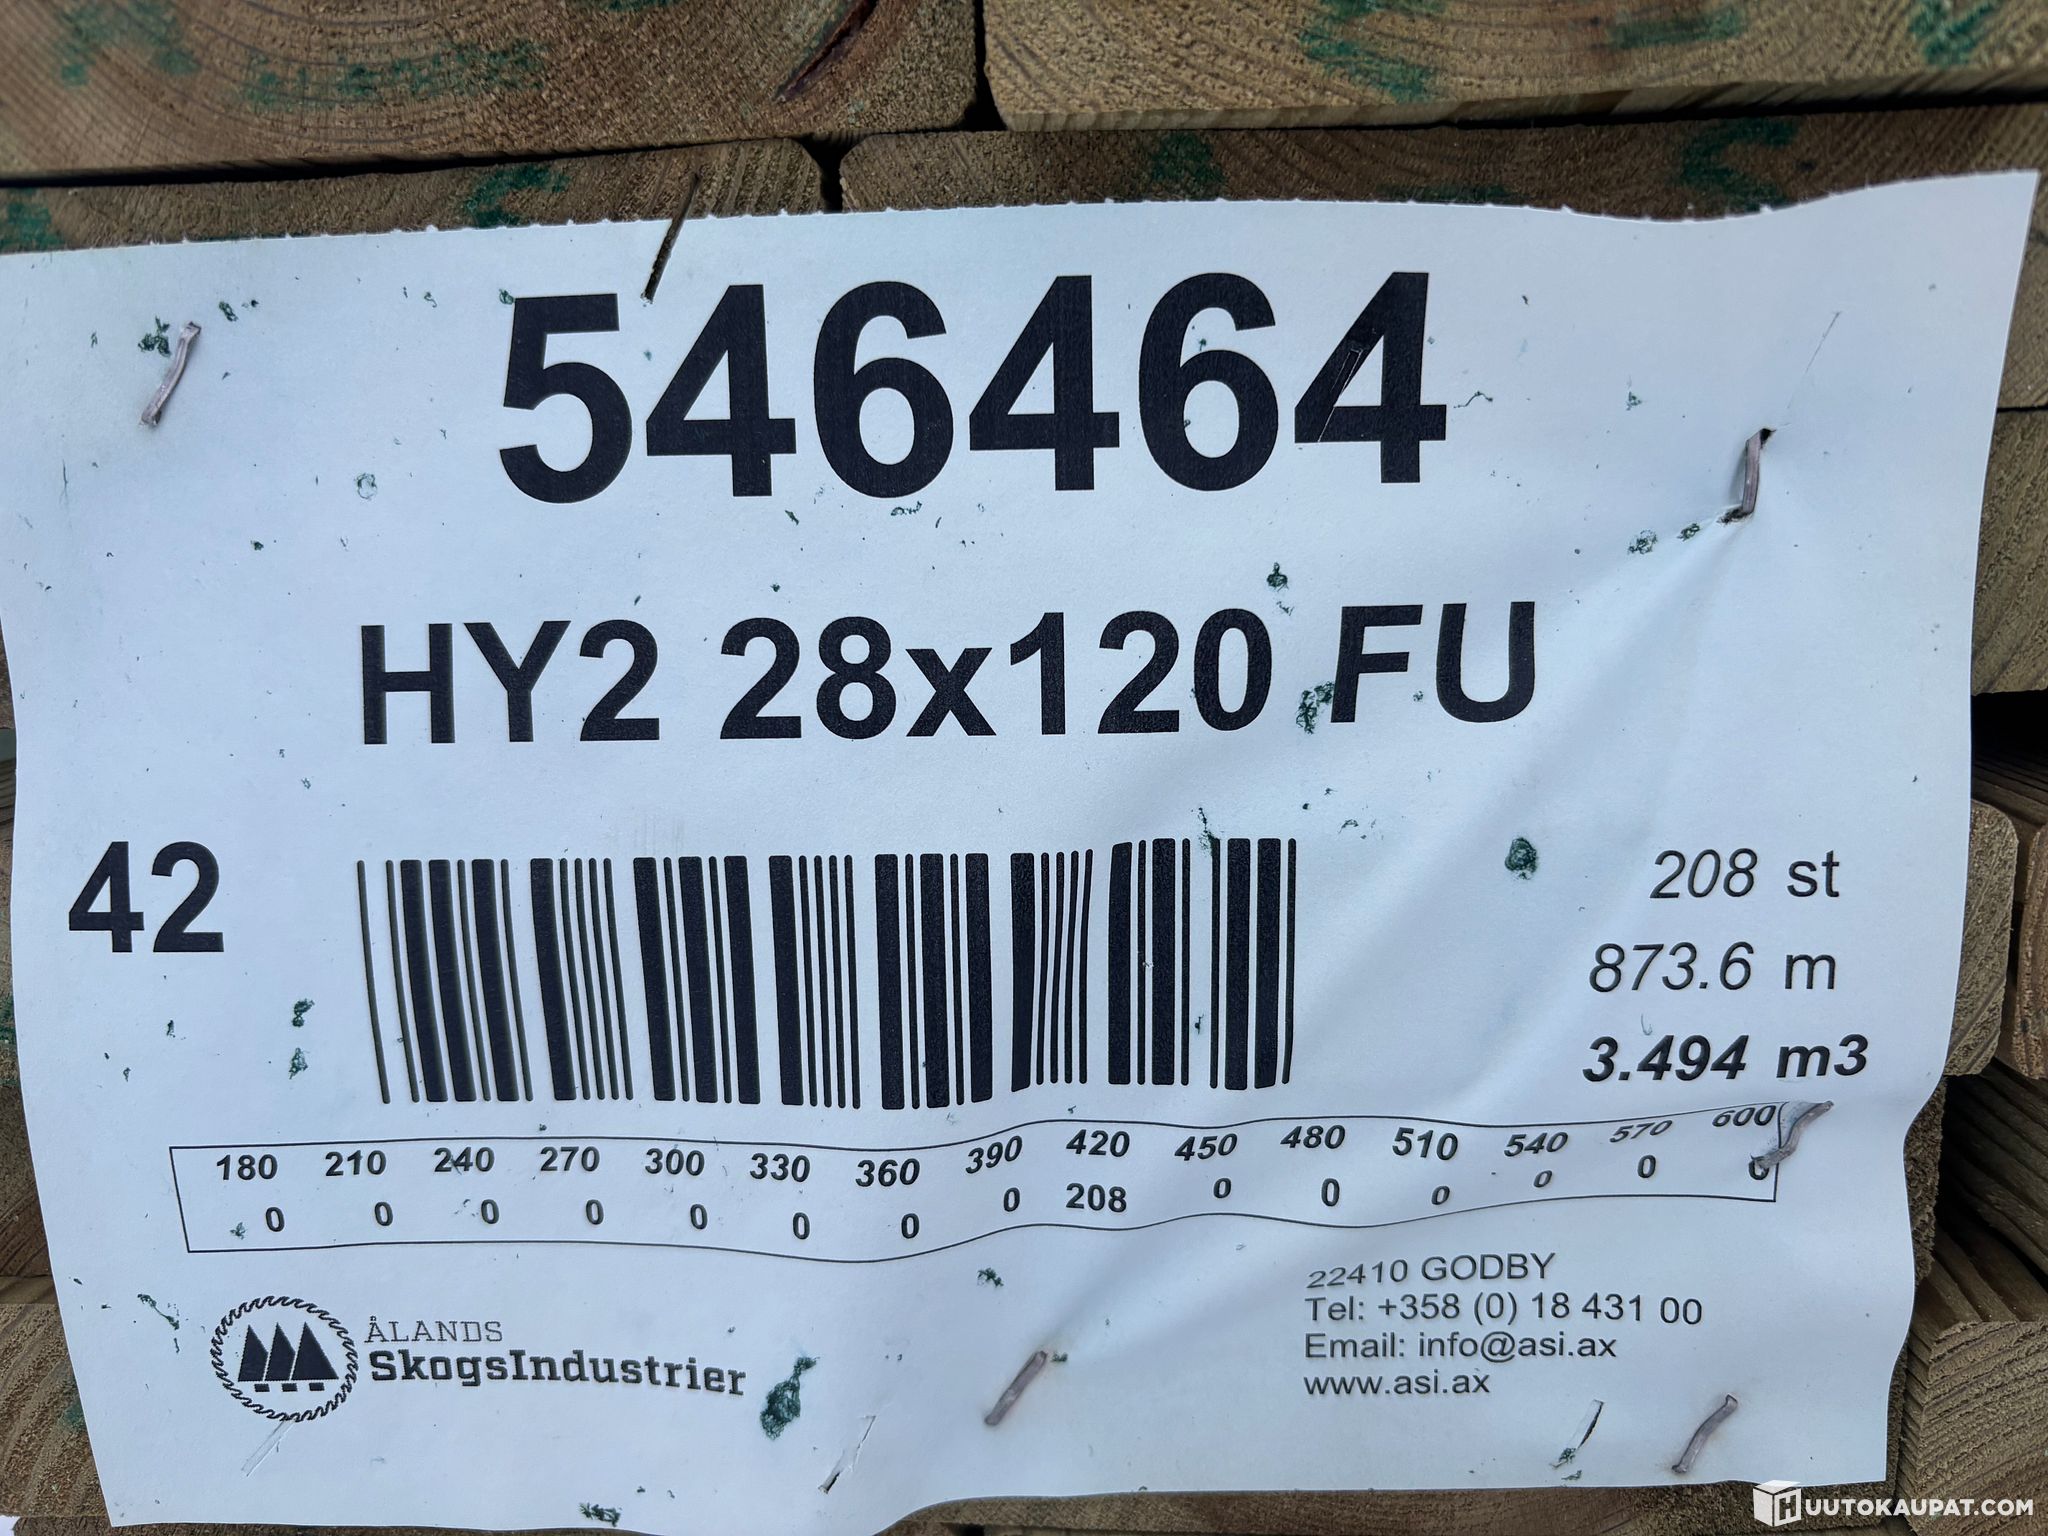 546464
HY2 28x120 FU
42
208 st
873.6 m
3.494 m3
180 210 240 270 300 330 360 390 420 450 480 510 540 570 600
0 0 0 0 0 0 0 0 208 0 0 0 0 0 0
ÅLANDS
SkogsIndustrier
22410 GODBY
Tel: +358 (0) 18 431 00
Email: info@asi.ax
www.asi.ax
HUUTOKAUPAT.COM